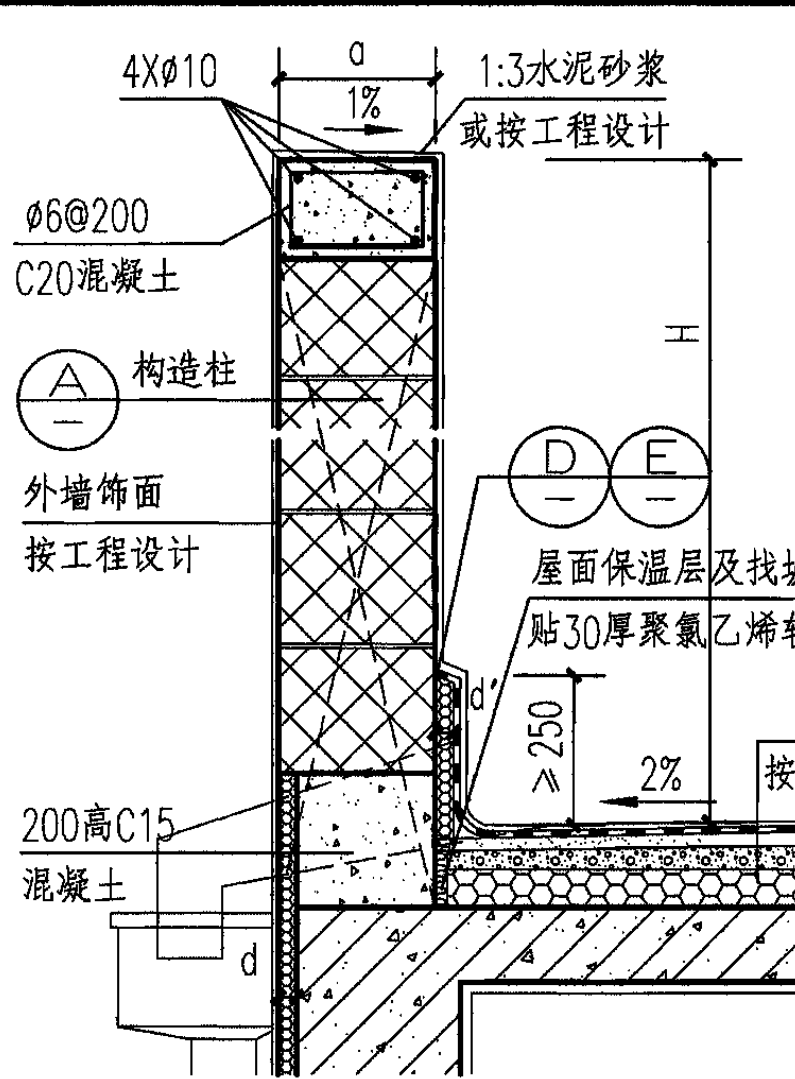 a
4Xø10
1%
1:3水泥砂浆
或按工程设计
ø6@200
C20混凝土
H
A
—
构造柱
D
—
E
—
外墙饰面
按工程设计
屋面保温层及找
贴30厚聚氯乙烯
d'
≥250
2%
按
200高C15
混凝土
d